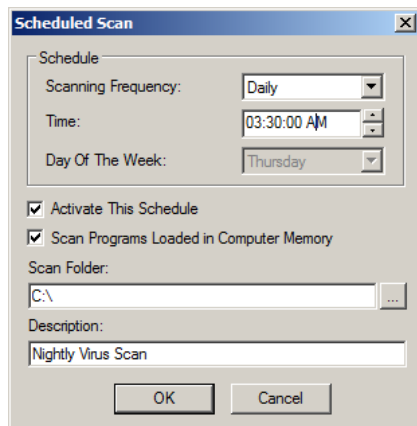 Scheduled Scan
Schedule
Scanning Frequency: Daily
Time: 03:30:00 AM
Day Of The Week: Thursday
Activate This Schedule
Scan Programs Loaded in Computer Memory
Scan Folder:
C:\ ...
Description:
Nightly Virus Scan
OK Cancel